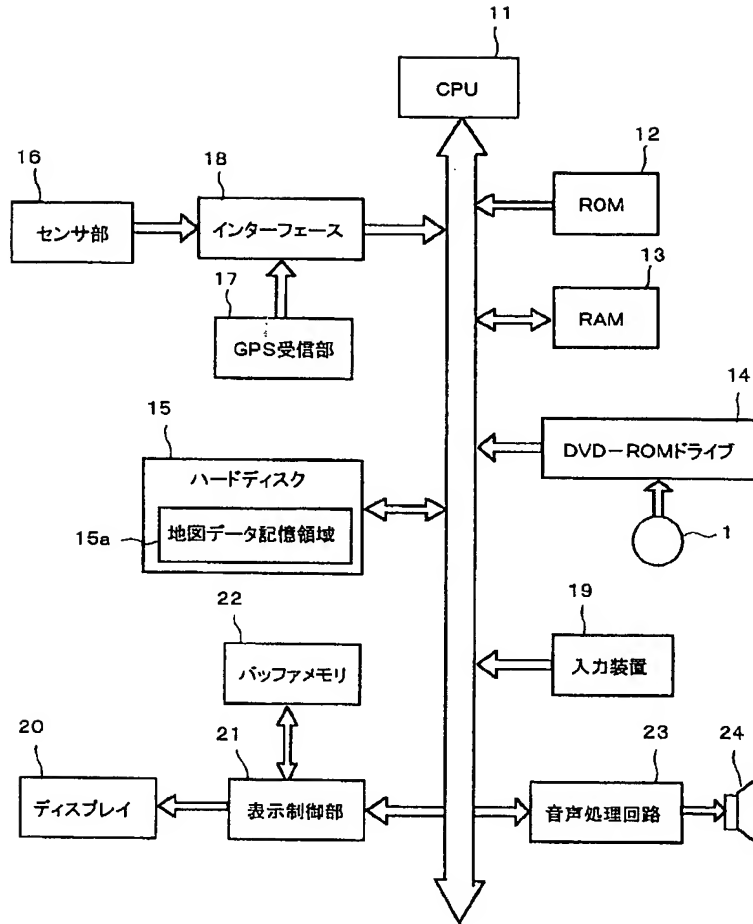 11
CPU
16
センサ部
18
インターフェース
12
ROM
17
GPS受信部
13
RAM
14
DVD－ROMドライブ
1
15
ハードディスク
15a
地図データ記憶領域
22
バッファメモリ
19
入力装置
20
ディスプレイ
21
表示制御部
23
音声処理回路
24